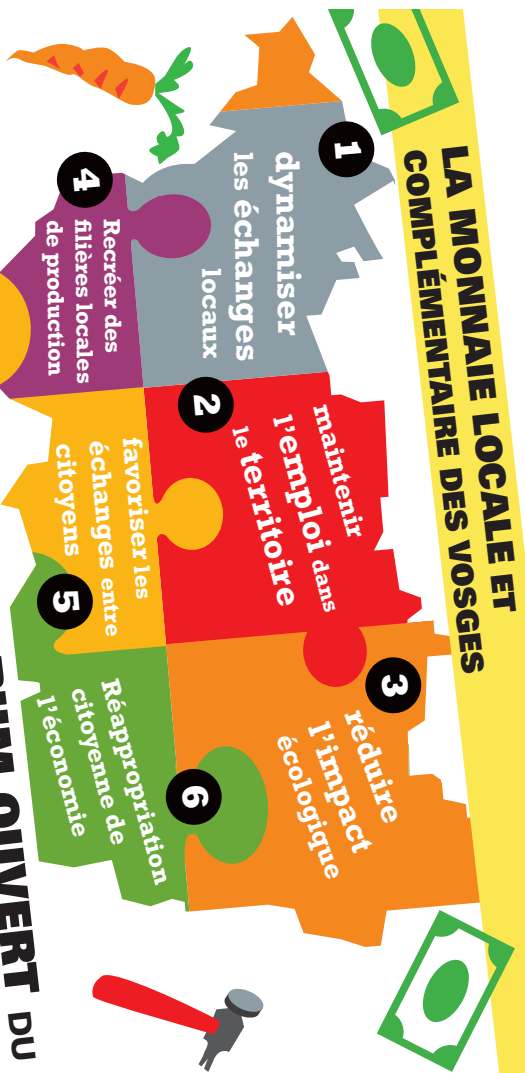 LA MONNAIE LOCALE ET
COMPLÉMENTAIRE DES VOSGES
1
dynamiser
les échanges
locaux
2
maintenir
l'emploi dans
le territoire
3
réduire
l'impact
écologique
4
Recréer des
filières locales
de production
5
favoriser les
échanges entre
citoyens
6
Réappropriation
citoyenne de
l'économie
OUVERT DU